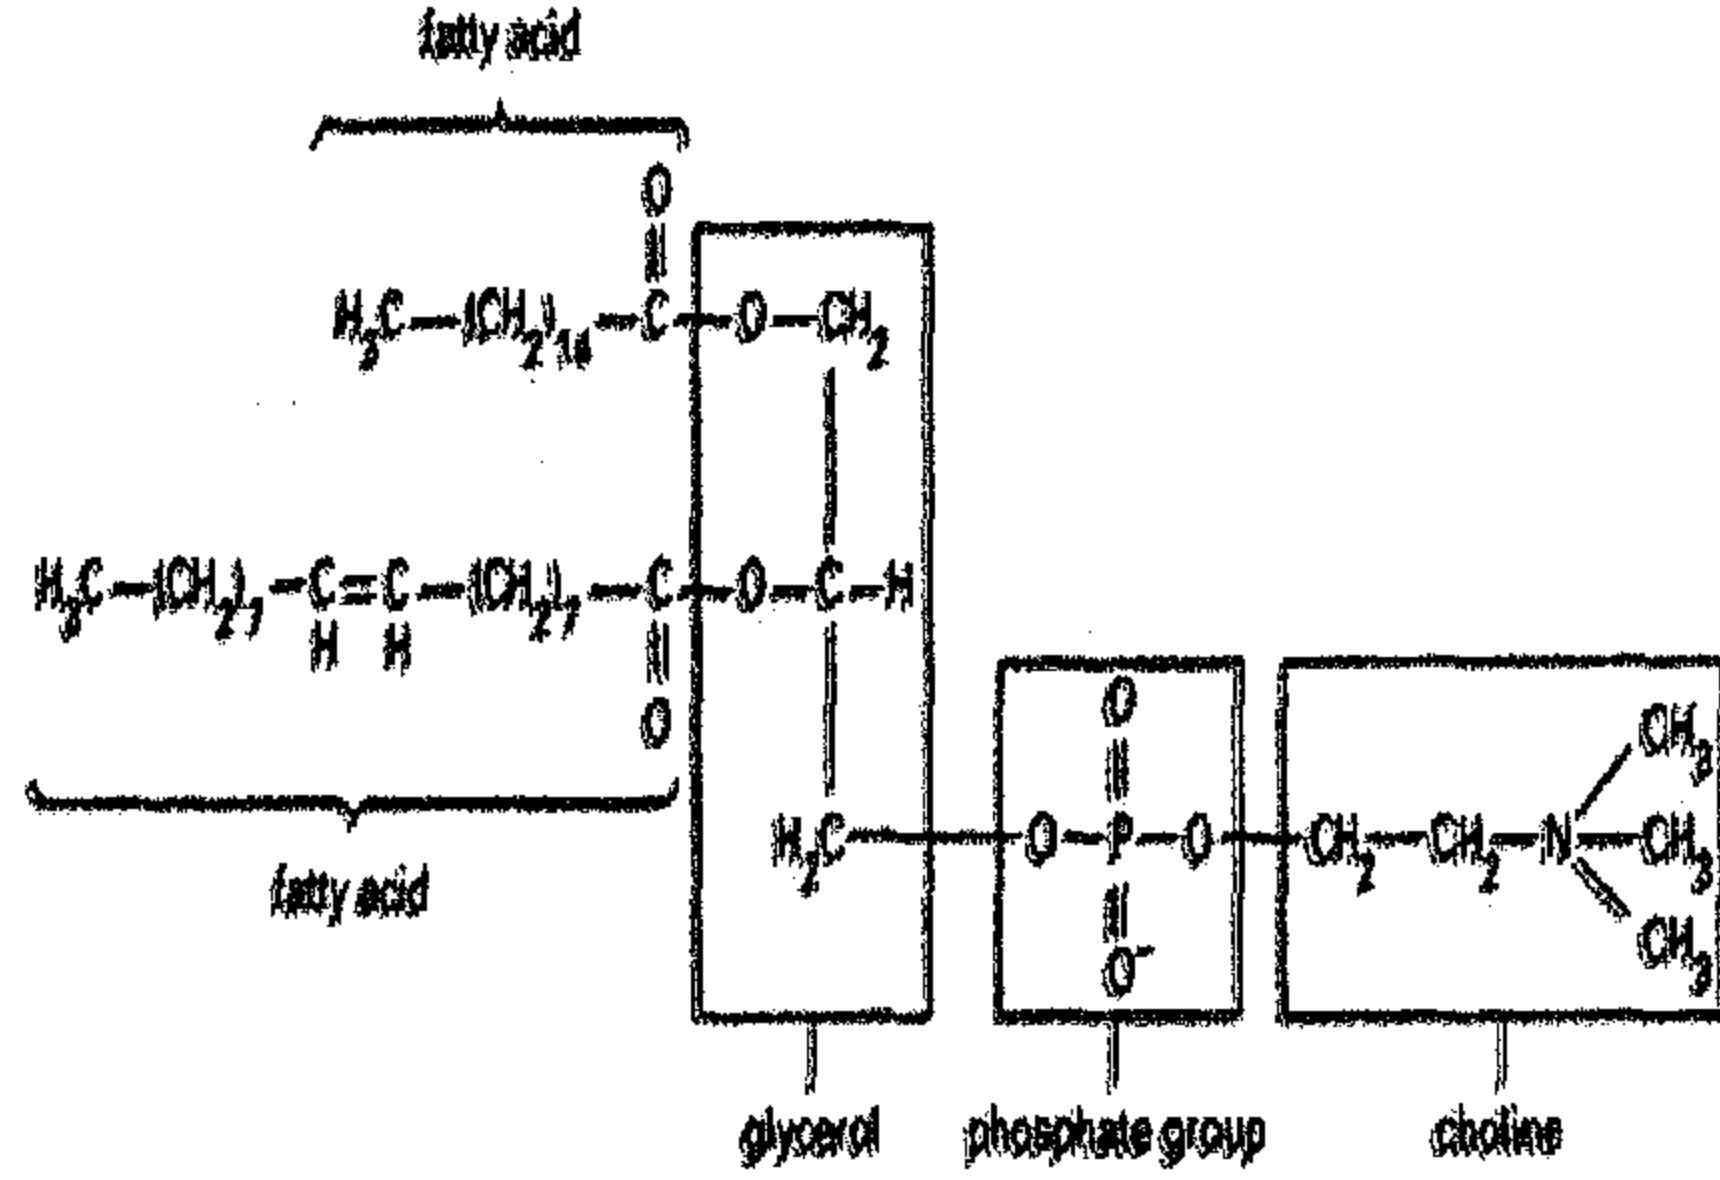 fatty acid
O
H3C—(CH2)14—C—O—CH2
H3C—(CH2)7—C=C—(CH2)7—C—O—C—H
H H
O
O
H2C—O—P—O—CH2—CH2—N—CH3
CH3
CH3
O-
fatty acid
glycerol phosphate group choline